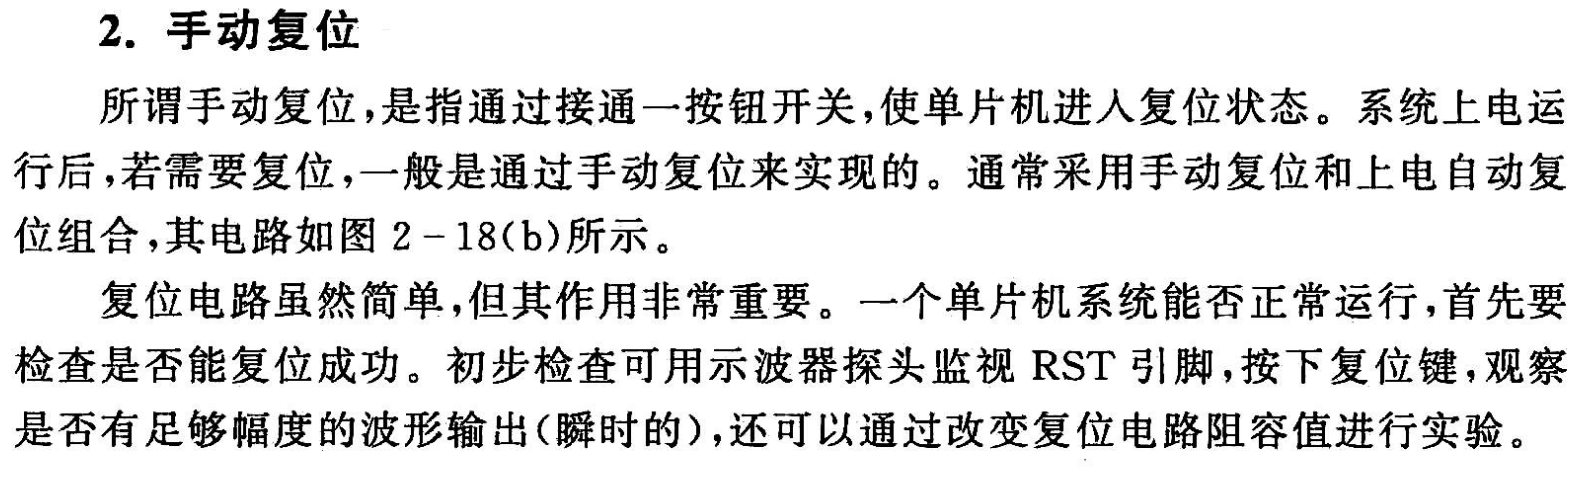 2. 手动复位
所谓手动复位,是指通过接通一按钮开关,使单片机进入复位状态。系统上电运
行后,若需要复位,一般是通过手动复位来实现的。通常采用手动复位和上电自动复
位组合,其电路如图 2-18(b)所示。
复位电路虽然简单,但其作用非常重要。一个单片机系统能否正常运行,首先要
检查是否能复位成功。初步检查可用示波器探头监视 RST 引脚,按下复位键,观察
是否有足够幅度的波形输出(瞬时的),还可以通过改变复位电路阻容值进行实验。